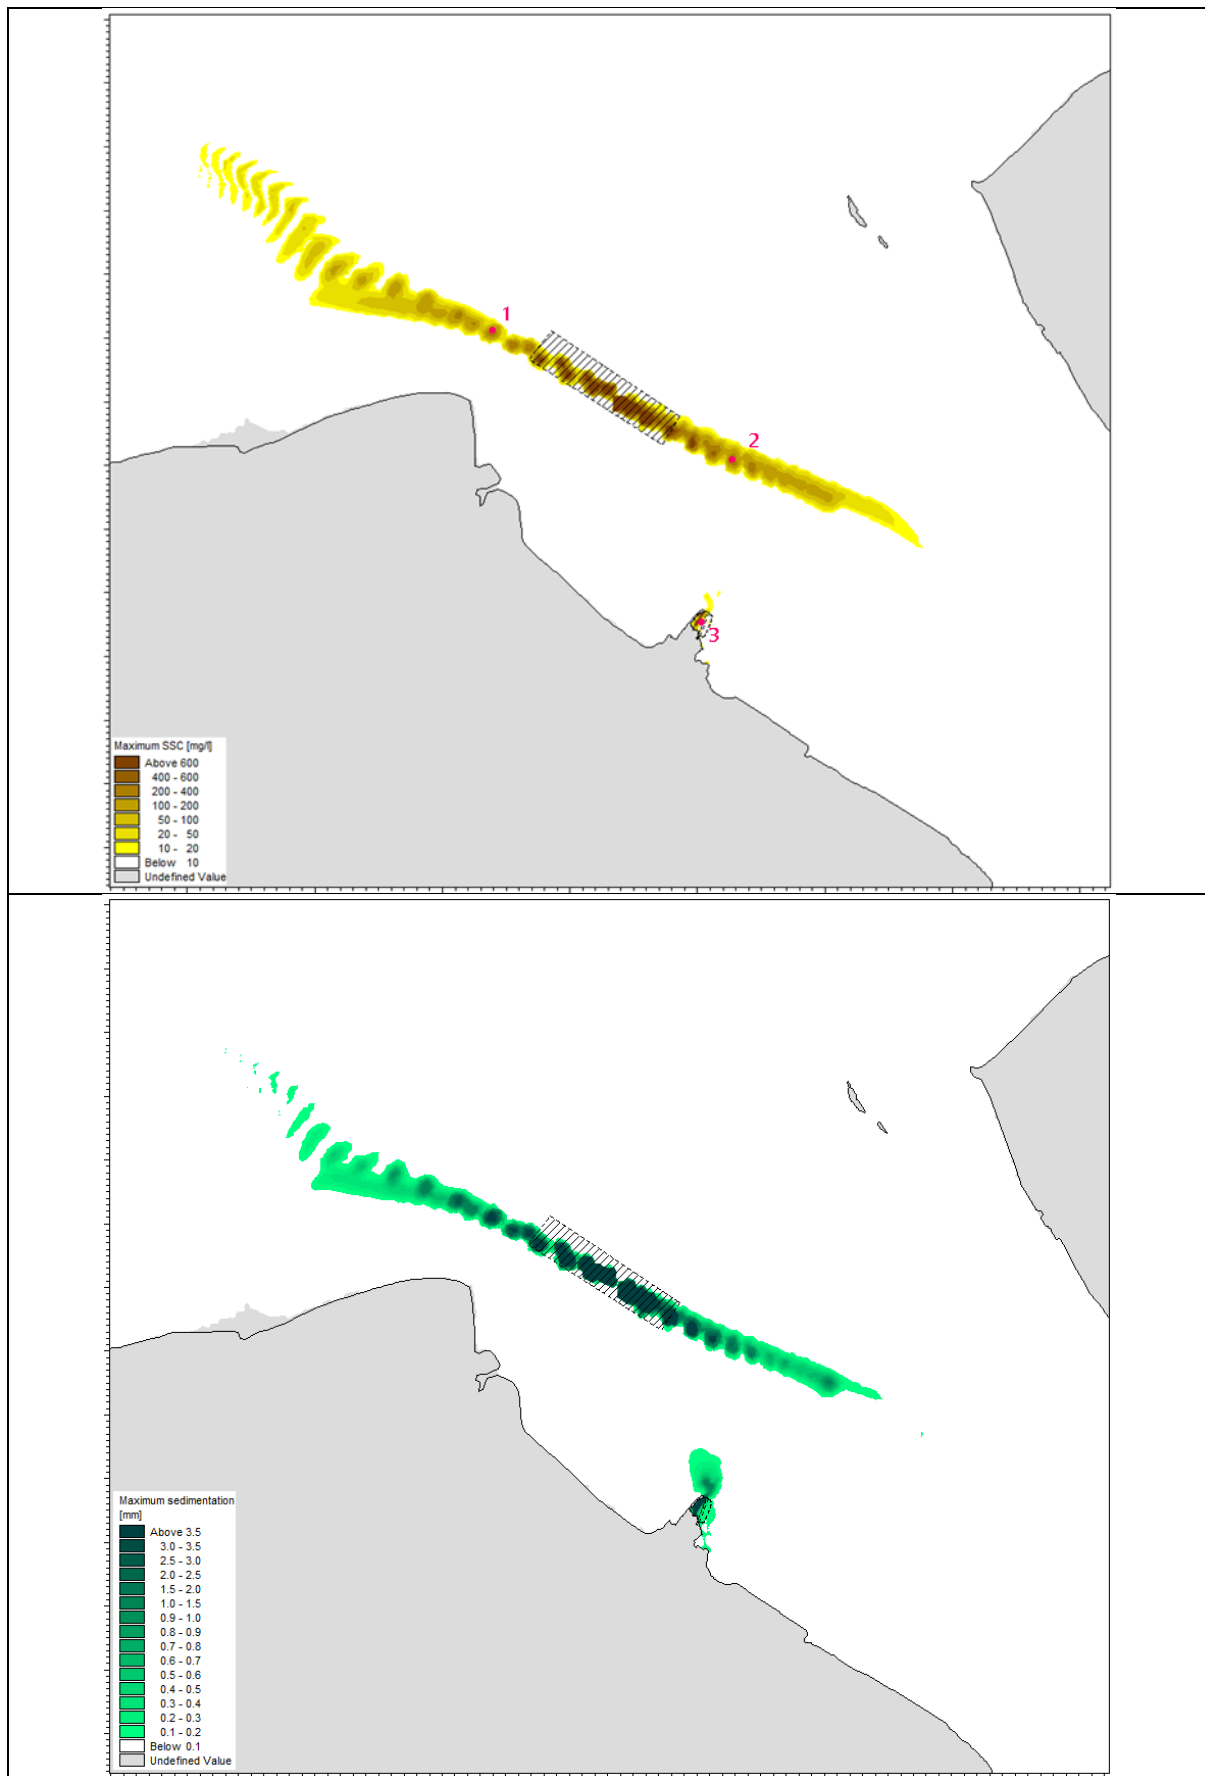 1
2
3
Maximum SSC [mg/l]
Above 600
400 - 600
200 - 400
100 - 200
50 - 100
20 - 50
10 - 20
Below 10
Undefined Value
Maximum sedimentation
[mm]
Above 3.5
3.0 - 3.5
2.5 - 3.0
2.0 - 2.5
1.5 - 2.0
1.0 - 1.5
0.9 - 1.0
0.8 - 0.9
0.7 - 0.8
0.6 - 0.7
0.5 - 0.6
0.4 - 0.5
0.3 - 0.4
0.2 - 0.3
0.1 - 0.2
Below 0.1
Undefined Value